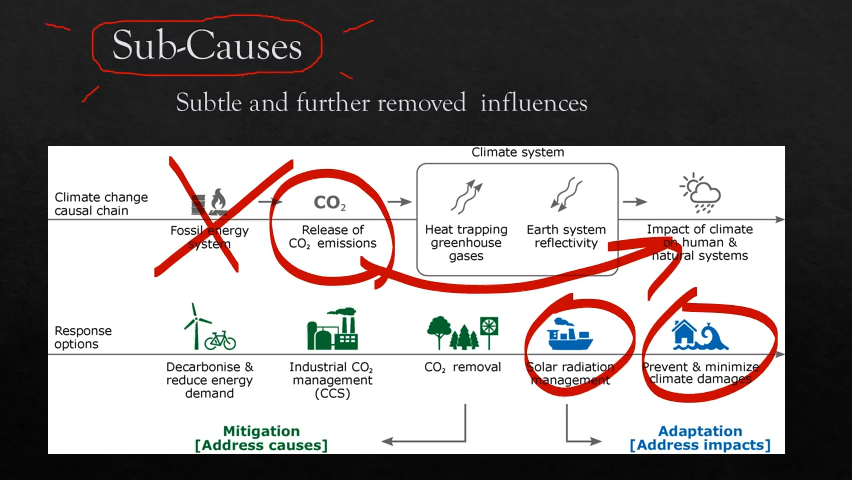 Sub-Causes
Subtle and further removed influences
Climate system
Climate change
causal chain
CO₂
Fossil energy
system
Release of
CO₂ emissions
Heat trapping
greenhouse
gases
Earth system
reflectivity
Impact of climate
on human &
natural systems
Response
options
Decarbonise &
reduce energy
demand
Industrial CO₂
management
(CCS)
CO₂ removal
Solar radiation
management
Prevent & minimize
climate damages
Mitigation
[Address causes]
Adaptation
[Address impacts]